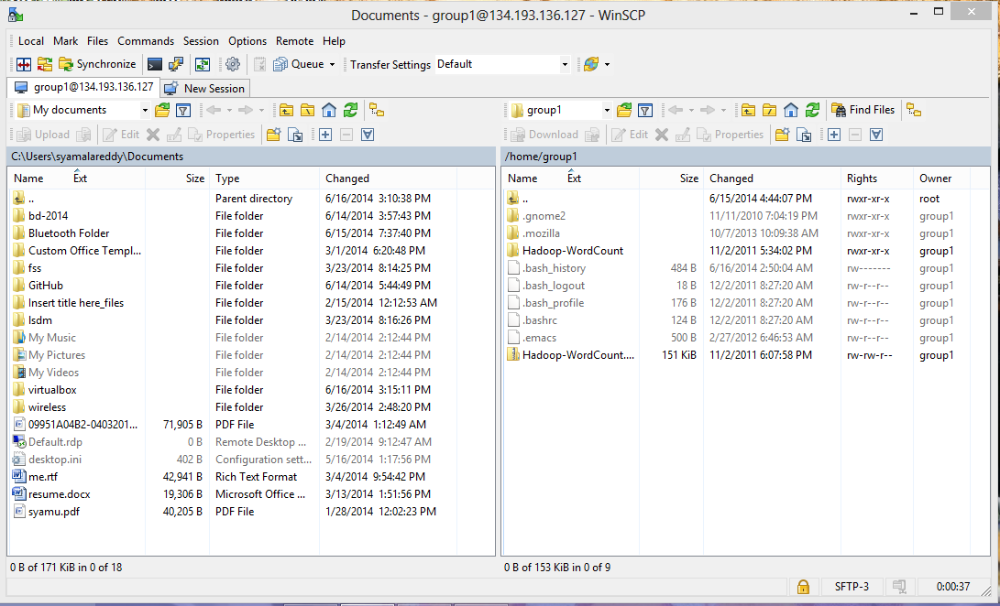 Documents - group1@134.193.136.127 - WinSCP
Local Mark Files Commands Session Options Remote Help
Synchronize Queue Transfer Settings Default
group1@134.193.136.127 New Session
My documents group1 Find Files
Upload Edit Properties Download Edit Properties
C:\Users\syamalareddy\Documents /home/group1
Name Ext Size Type Changed
.. Parent directory 6/16/2014 3:10:38 PM
bd-2014 File folder 6/14/2014 3:57:43 PM
Bluetooth Folder File folder 6/15/2014 7:37:40 PM
Custom Office Templ... File folder 3/1/2014 6:20:48 PM
fss File folder 3/23/2014 8:14:25 PM
GitHub File folder 6/14/2014 5:44:49 PM
Insert title here_files File folder 2/15/2014 12:12:53 AM
lsdm File folder 3/23/2014 8:16:26 PM
My Music File folder 2/14/2014 2:12:44 PM
My Pictures File folder 2/14/2014 2:12:44 PM
My Videos File folder 2/14/2014 2:12:44 PM
virtualbox File folder 6/16/2014 3:15:11 PM
wireless File folder 3/26/2014 2:48:20 PM
09951A04B2-0403201... 71,905 B PDF File 3/4/2014 1:12:49 AM
Default.rdp 0 B Remote Desktop ... 2/19/2014 9:12:47 AM
desktop.ini 402 B Configuration sett... 5/16/2014 1:17:56 PM
me.rtf 42,941 B Rich Text Format 3/4/2014 9:54:42 PM
resume.docx 19,306 B Microsoft Office ... 3/13/2014 1:51:56 PM
syamu.pdf 40,205 B PDF File 1/28/2014 12:02:23 PM
Name Ext Size Changed Rights Owner
.. 6/15/2014 4:44:07 PM rwxr-xr-x root
.gnome2 11/11/2010 7:04:19 PM rwxr-xr-x group1
.mozilla 10/7/2013 10:09:38 AM rwxr-xr-x group1
Hadoop-WordCount 11/2/2011 5:34:02 PM rwxr-xr-x group1
.bash_history 484 B 6/16/2014 2:50:04 AM rw------- group1
.bash_logout 18 B 12/2/2011 8:27:20 AM rw-r--r-- group1
.bash_profile 176 B 12/2/2011 8:27:20 AM rw-r--r-- group1
.bashrc 124 B 12/2/2011 8:27:20 AM rw-r--r-- group1
.emacs 500 B 2/27/2012 6:46:53 AM rw-r--r-- group1
Hadoop-WordCount.... 151 KiB 11/2/2011 6:07:58 PM rw-rw-r-- group1
0 B of 171 KiB in 0 of 18 0 B of 153 KiB in 0 of 9
SFTP-3 0:00:37